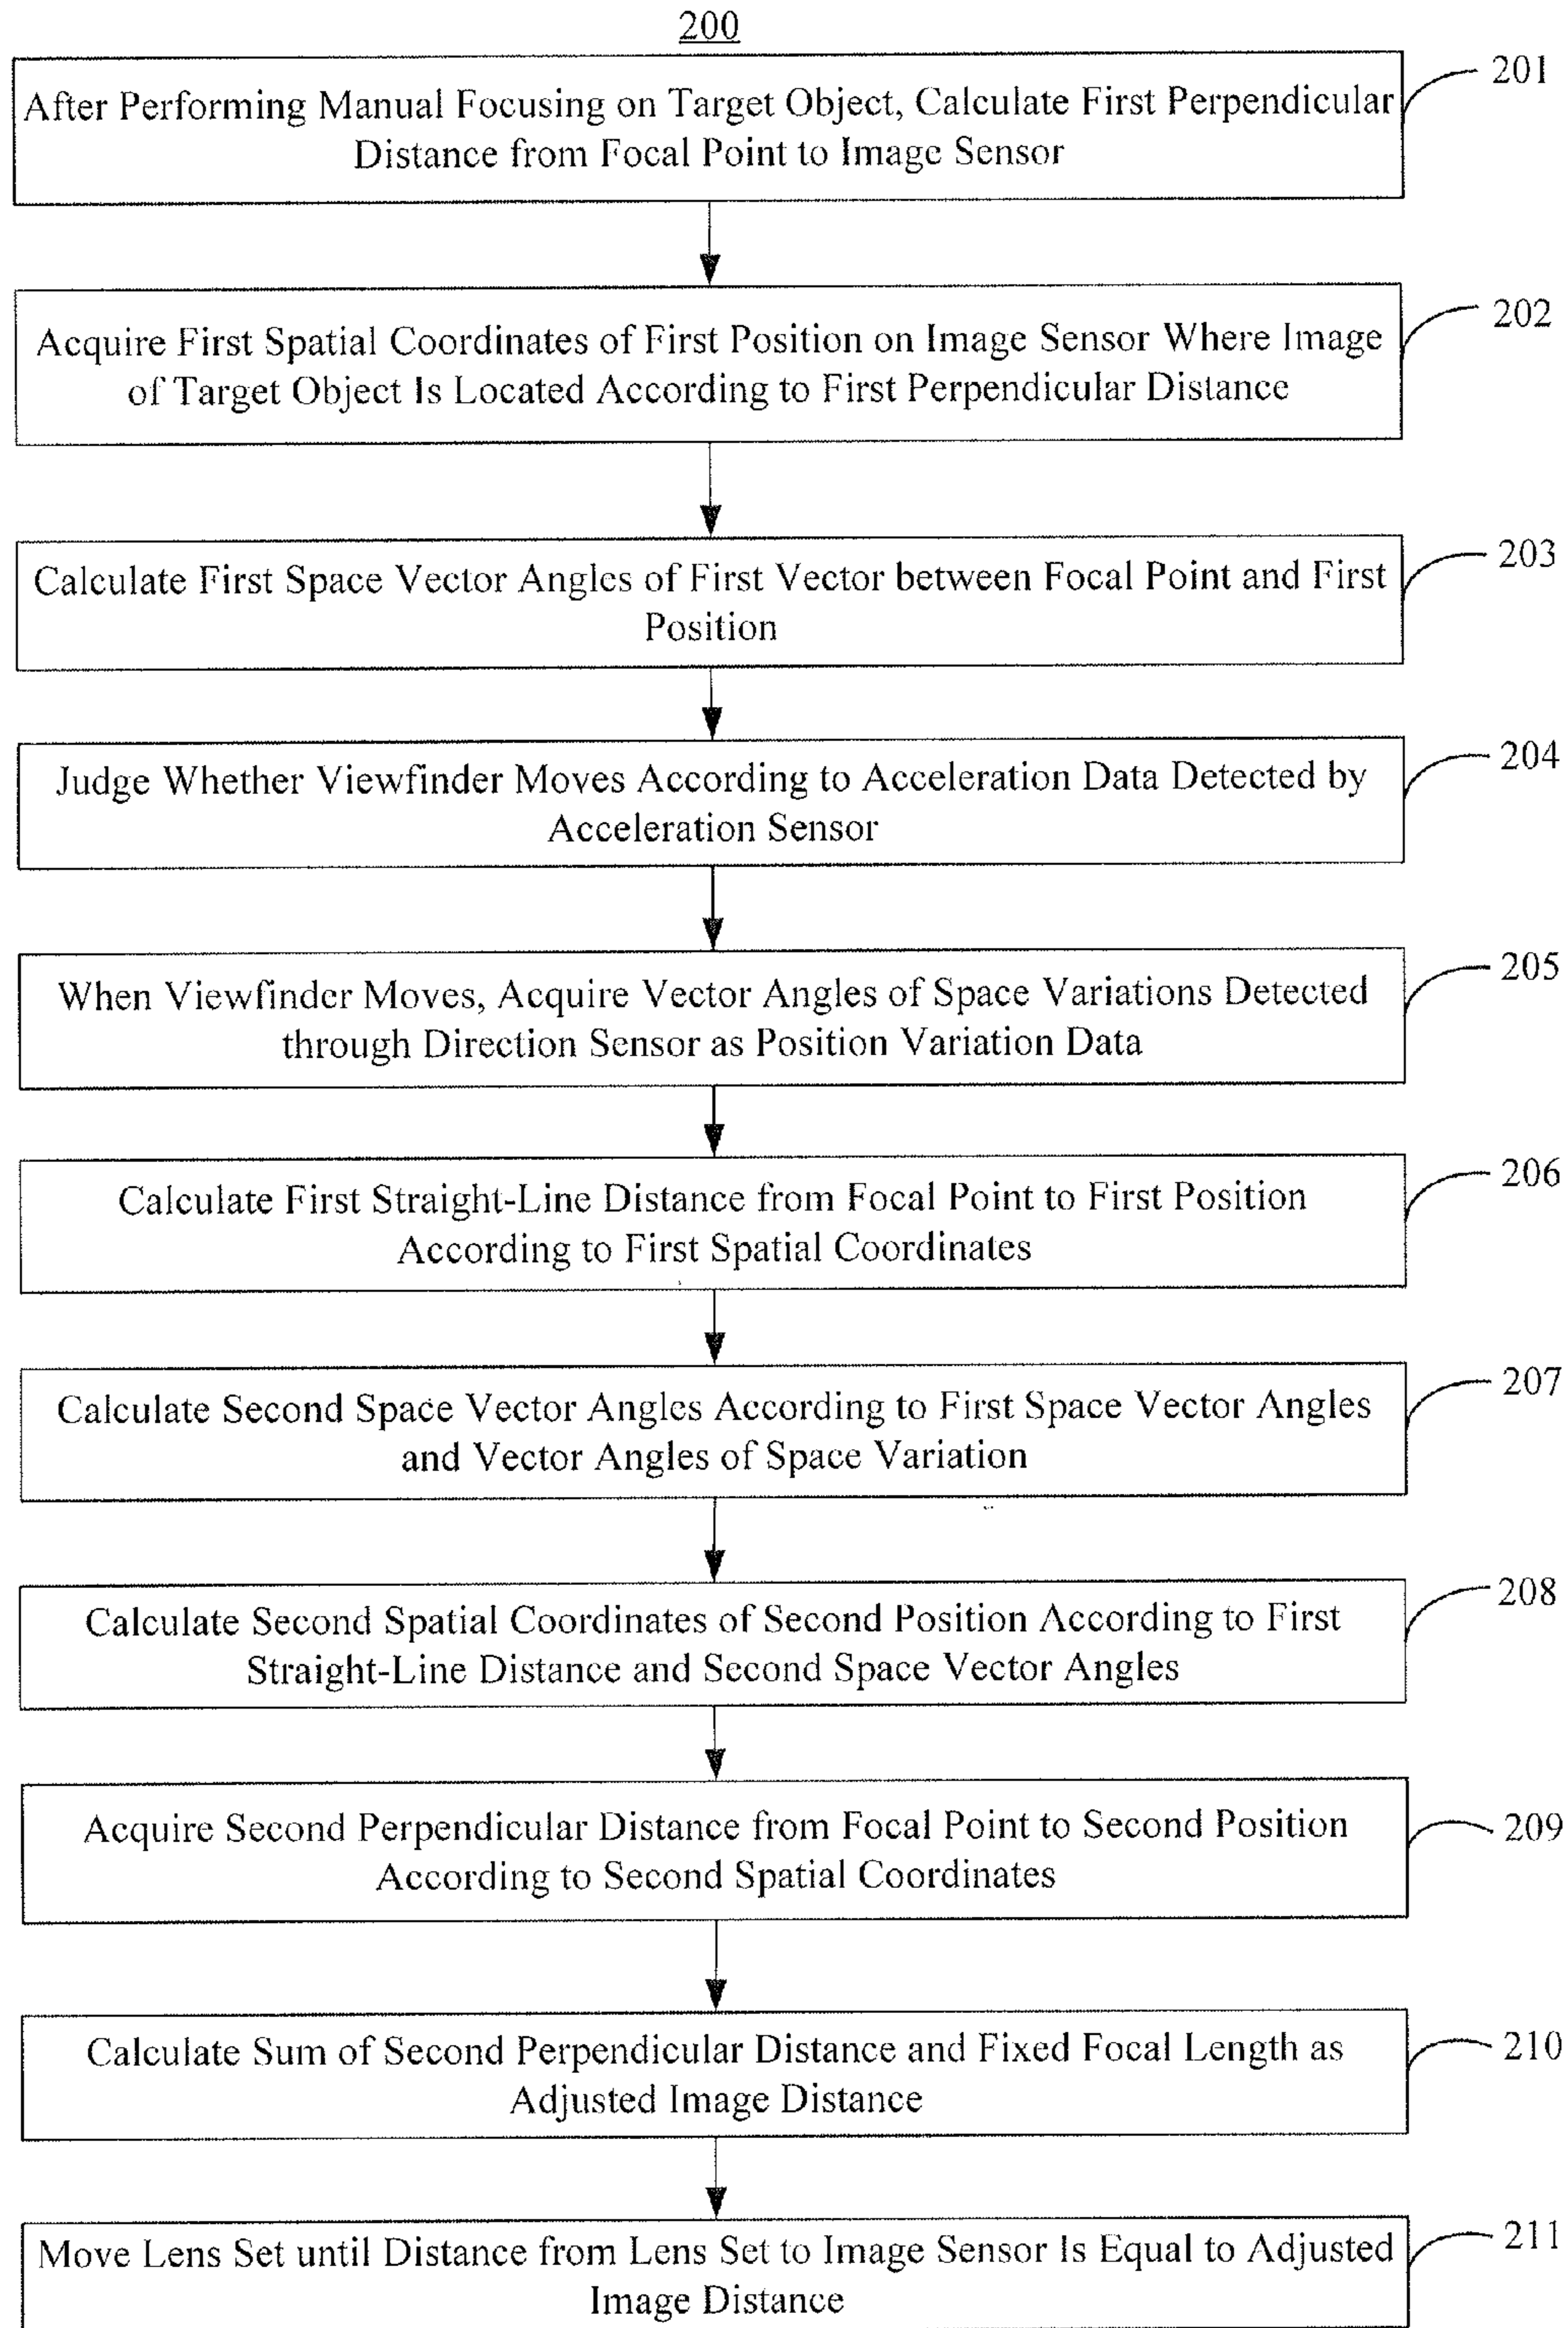 200
After Performing Manual Focusing on Target Object, Calculate First Perpendicular
Distance from Focal Point to Image Sensor
201
Acquire First Spatial Coordinates of First Position on Image Sensor Where Image
of Target Object Is Located According to First Perpendicular Distance
202
Calculate First Space Vector Angles of First Vector between Focal Point and First
Position
203
Judge Whether Viewfinder Moves According to Acceleration Data Detected by
Acceleration Sensor
204
When Viewfinder Moves, Acquire Vector Angles of Space Variations Detected
through Direction Sensor as Position Variation Data
205
Calculate First Straight-Line Distance from Focal Point to First Position
According to First Spatial Coordinates
206
Calculate Second Space Vector Angles According to First Space Vector Angles
and Vector Angles of Space Variation
207
Calculate Second Spatial Coordinates of Second Position According to First
Straight-Line Distance and Second Space Vector Angles
208
Acquire Second Perpendicular Distance from Focal Point to Second Position
According to Second Spatial Coordinates
209
Calculate Sum of Second Perpendicular Distance and Fixed Focal Length as
Adjusted Image Distance
210
Move Lens Set until Distance from Lens Set to Image Sensor Is Equal to Adjusted
Image Distance
211